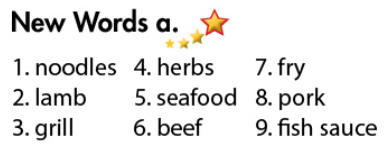 New Words a.
1. noodles 4. herbs 7. fry
2. lamb 5. seafood 8. pork
3. grill 6. beef 9. fish sauce